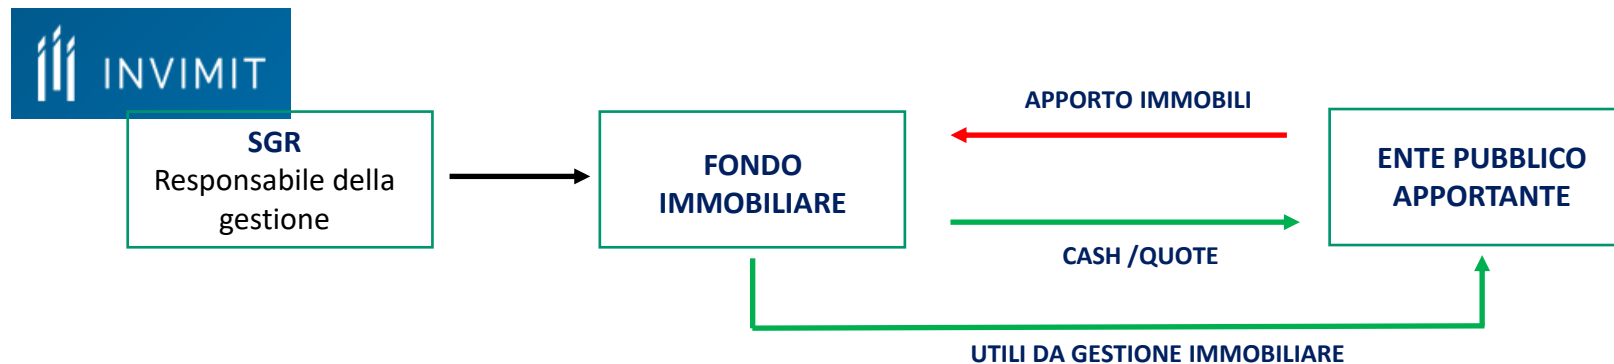 INVIMIT
SGR
Responsabile della
gestione
FONDO
IMMOBILIARE
APPORTO IMMOBILI
CASH /QUOTE
ENTE PUBBLICO
APPORTANTE
UTILI DA GESTIONE IMMOBILIARE